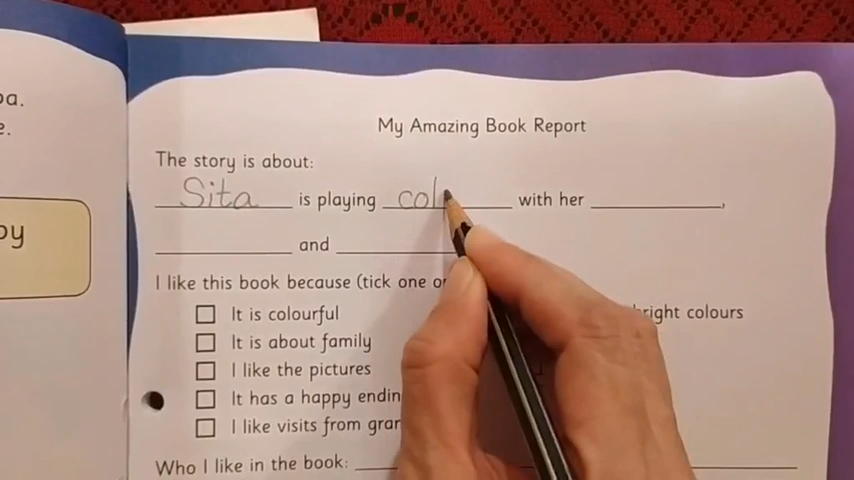 My Amazing Book Report
oa.
The story is about:
e.
Sita is playing col with her ,
and
py
I like this book because (tick one or
It is colourful
bright colours
It is about family
I like the pictures
It has a happy endin
I like visits from gran
Who I like in the book: